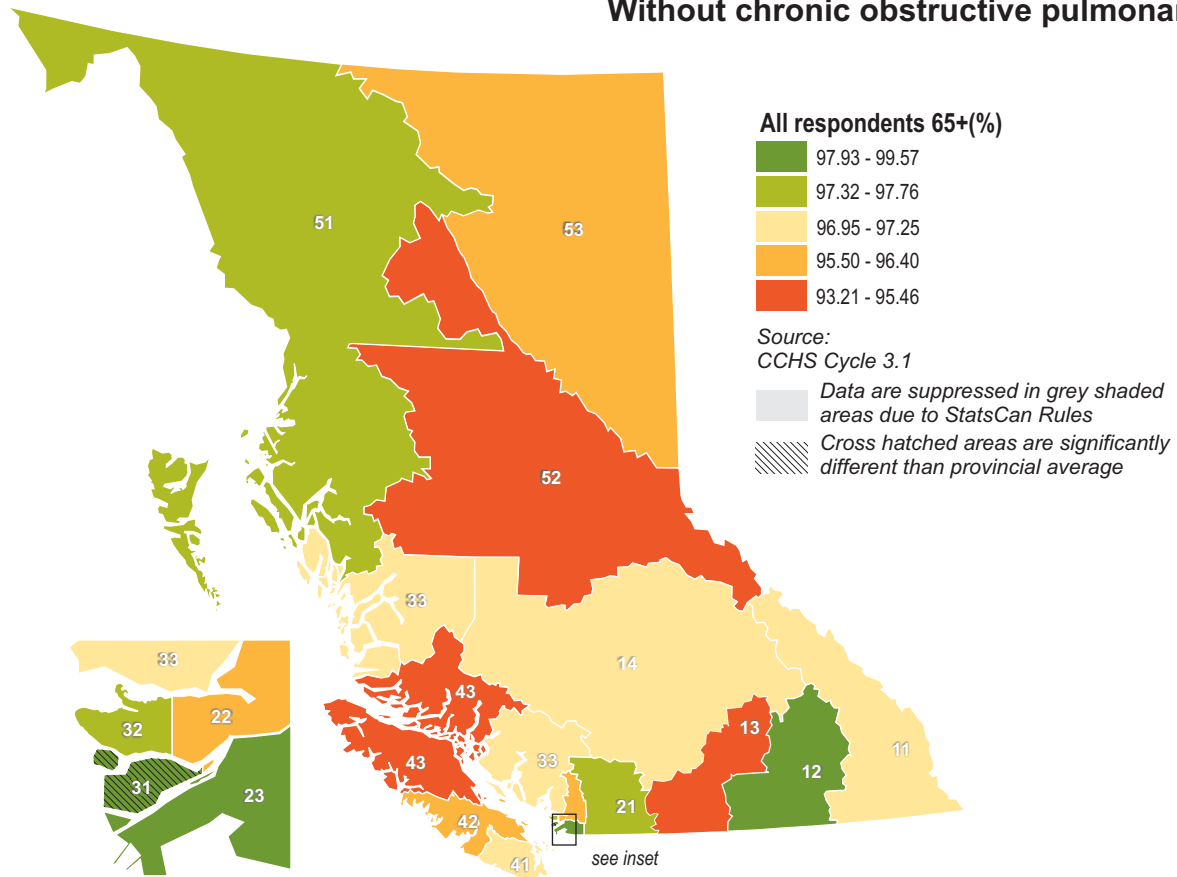 Without chronic obstructive
All respondents 65+(%)
97.93 - 99.57
97.32 - 97.76
96.95 - 97.25
95.50 - 96.40
93.21 - 95.46
Source:
CCHS Cycle 3.1
Data are suppressed in grey shaded
areas due to StatsCan Rules
Cross hatched areas are significantly
different than provincial average
51
53
52
33
14
43
13
11
33
43
12
21
42
41
see inset
33
22
32
31
23